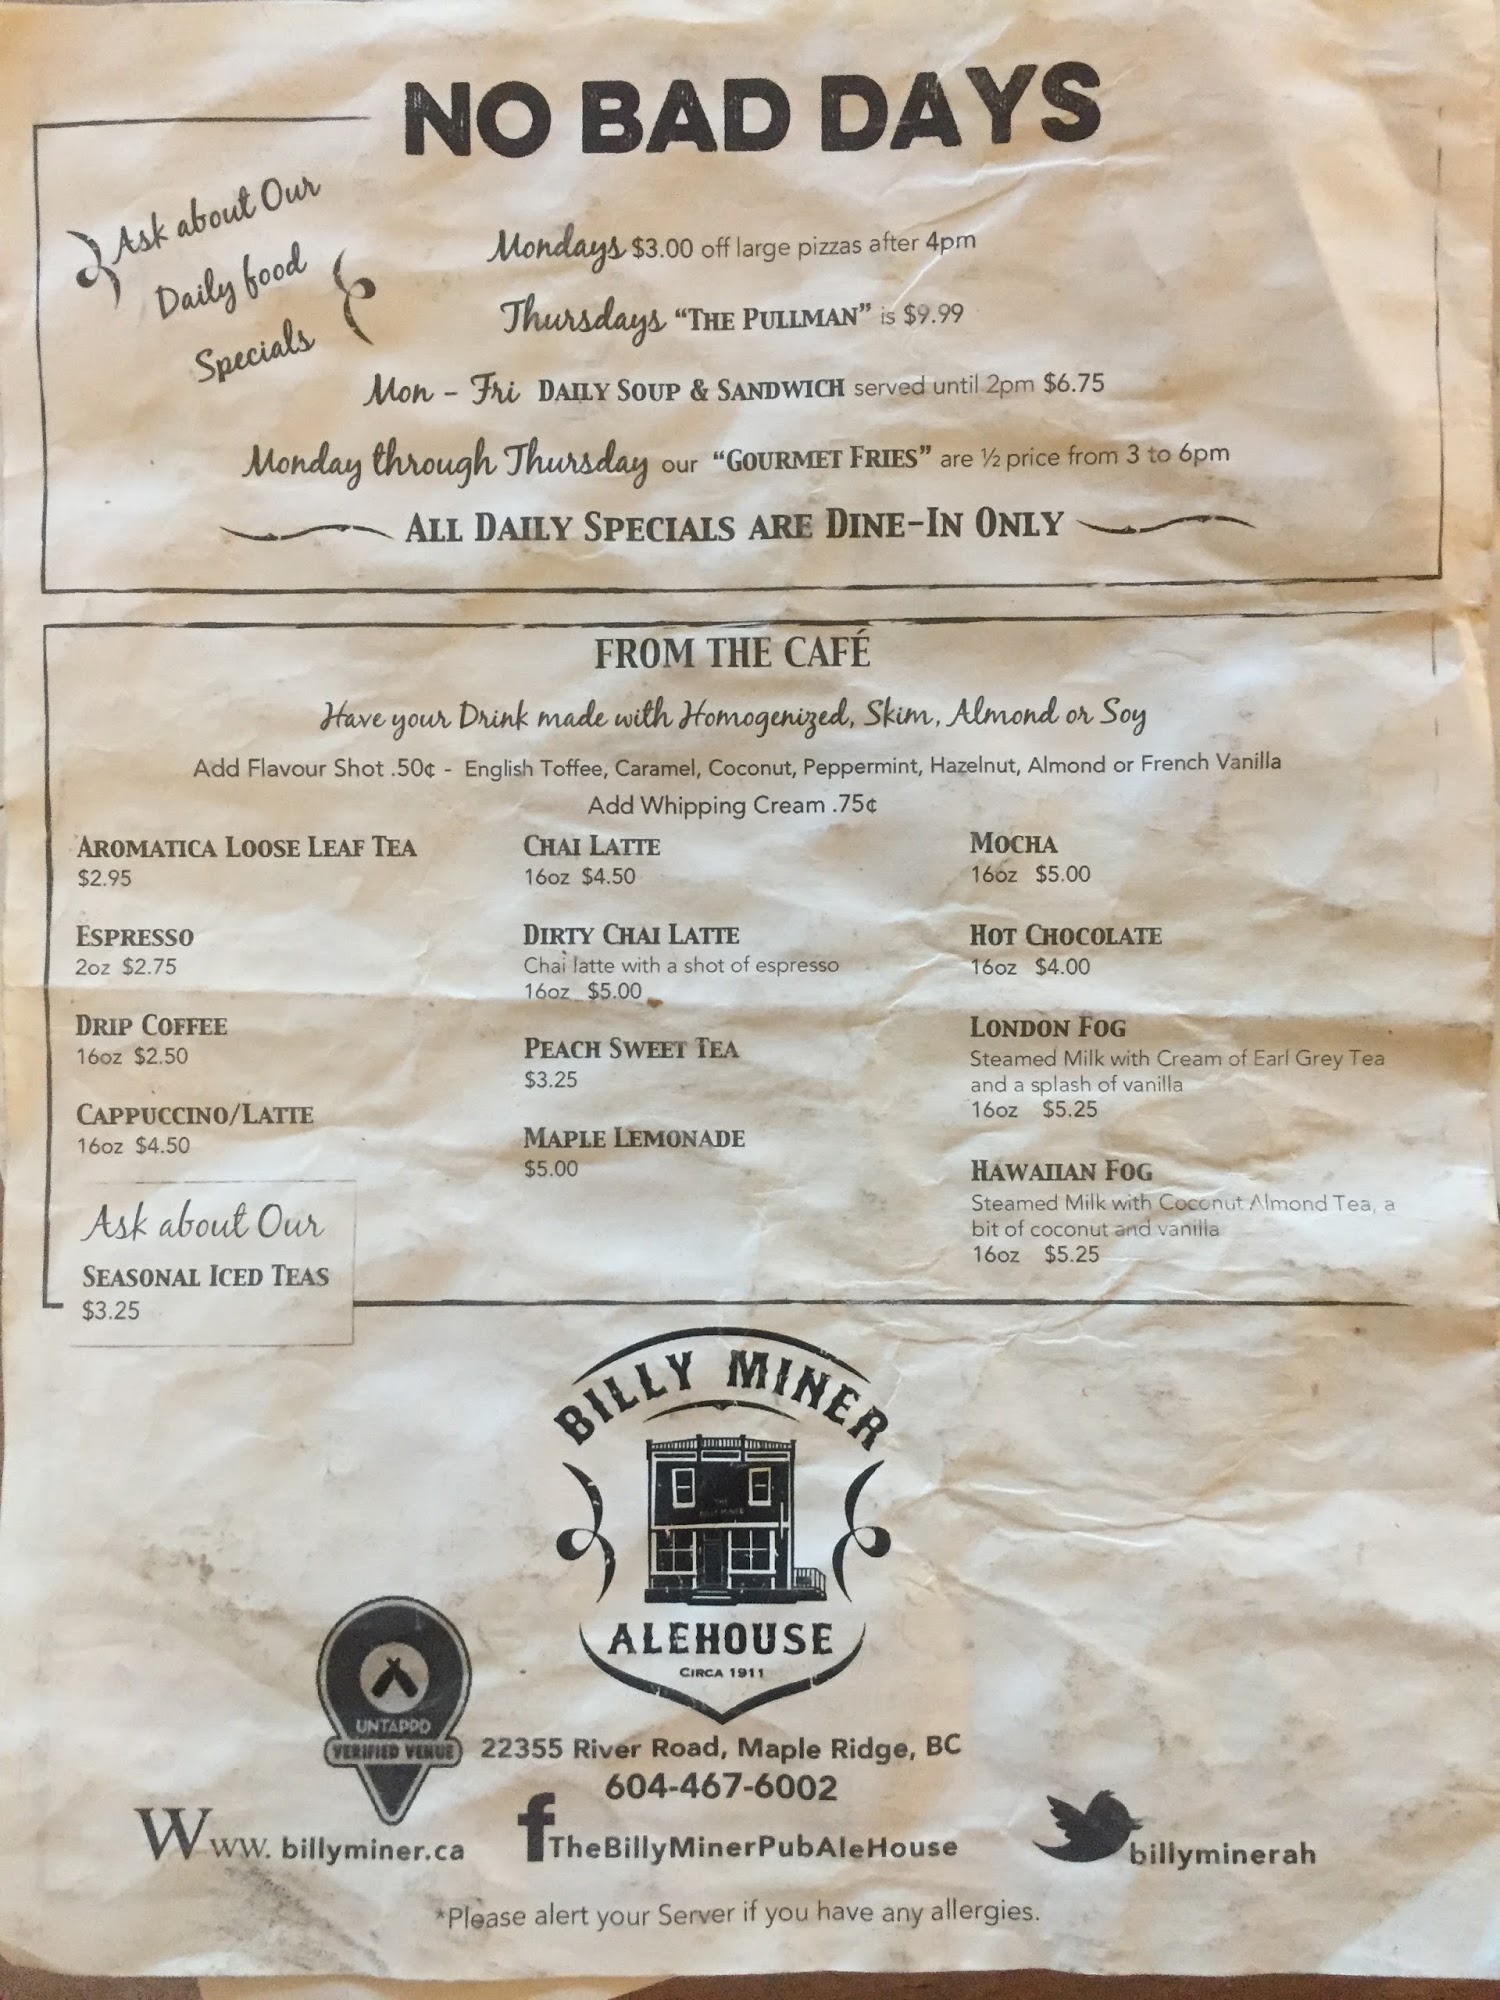 NO BAD DAYS
Ask about Our
Daily food
Specials
Mondays $3.00 off large pizzas after 4pm
Thursdays “THE PULLMAN” is $9.99
Mon - Fri DAILY SOUP & SANDWICH served until 2pm $6.75
Monday through Thursday our “GOURMET FRIES” are ½ price from 3 to 6pm
ALL DAILY SPECIALS ARE DINE-IN ONLY
FROM THE CAFÉ
Have your Drink made with Homogenized, Skim, Almond or Soy
Add Flavour Shot .50¢ - English Toffee, Caramel, Coconut, Peppermint, Hazelnut, Almond or French Vanilla
Add Whipping Cream .75¢
AROMATICA LOOSE LEAF TEA
$2.95
ESPRESSO
2oz $2.75
DRIP COFFEE
16oz $2.50
CAPPUCCINO/LATTE
16oz $4.50
Ask about Our
SEASONAL ICED TEAS
$3.25
CHAI LATTE
16oz $4.50
DIRTY CHAI LATTE
Chai latte with a shot of espresso
16oz $5.00
PEACH SWEET TEA
$3.25
MAPLE LEMONADE
$5.00
MOCHA
16oz $5.00
HOT CHOCOLATE
16oz $4.00
LONDON FOG
Steamed Milk with Cream of Earl Grey Tea
and a splash of vanilla
16oz $5.25
HAWAIIAN FOG
Steamed Milk with Coconut Almond Tea, a
bit of coconut and vanilla
16oz $5.25
BILLY MINER
THE
BILLY MINER
ALEHOUSE
CIRCA 1911
UNTAPPD
VERIFIED VENUE
22355 River Road, Maple Ridge, BC
604-467-6002
Www. billyminer.ca
f TheBillyMinerPubAleHouse
billyminerah
*Please alert your Server if you have any allergies.